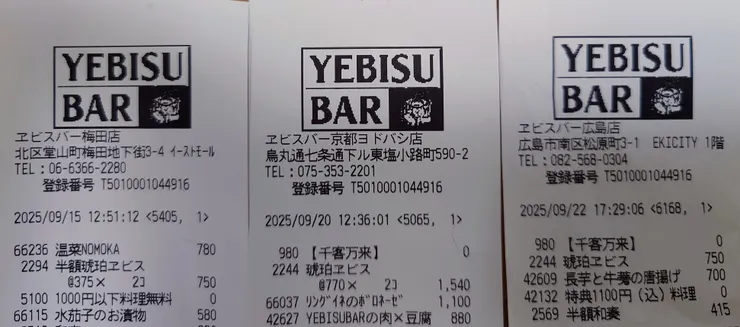 YEBISU
BAR
ヱビスバー梅田店
北区堂山町梅田地下街3-4 イーストモール
TEL：06-6366-2280
登録番号 T5010001044916
2025/09/15 12:51:12 <5405, 1>
66236 温菜NOMOKA 780
2294 半額琥珀ヱビス
@375× 2コ 750
5100 1000円以下料理無料 0
66115 水茄子のお漬物 580
YEBISU
BAR
ヱビスバー京都ヨドバシ店
烏丸通七条通下ル東塩小路町590-2
TEL：075-353-2201
登録番号 T5010001044916
2025/09/20 12:36:01 <5065, 1>
980 【千客万来】 0
2244 琥珀ヱビス
@770× 2コ 1,540
66037 リングイネのボロネーゼ 1,100
42627 YEBISUBARの肉×豆腐 880
YEBISU
BAR
ヱビスバー広島店
広島市南区松原町3-1 EKICITY 1階
TEL：082-568-0304
登録番号 T5010001044916
2025/09/22 17:29:06 <6168, 1>
980 【千客万来】 0
2244 琥珀ヱビス 750
42609 長芋と牛蒡の唐揚げ 700
42132 特典1100円（込）料理 0
2569 半額和奏 415